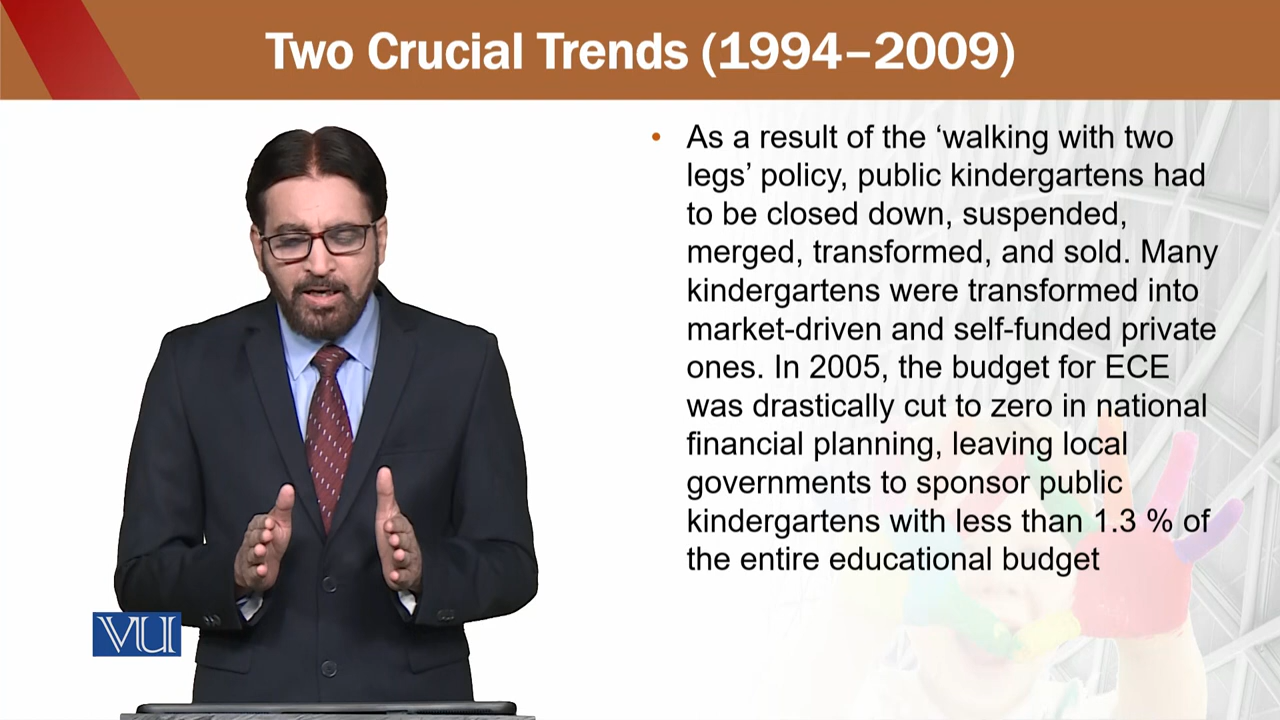 Two Crucial Trends (1994–2009)
• As a result of the ‘walking with two
legs’ policy, public kindergartens had
to be closed down, suspended,
merged, transformed, and sold. Many
kindergartens were transformed into
market-driven and self-funded private
ones. In 2005, the budget for ECE
was drastically cut to zero in national
financial planning, leaving local
governments to sponsor public
kindergartens with less than 1.3 % of
the entire educational budget
VU